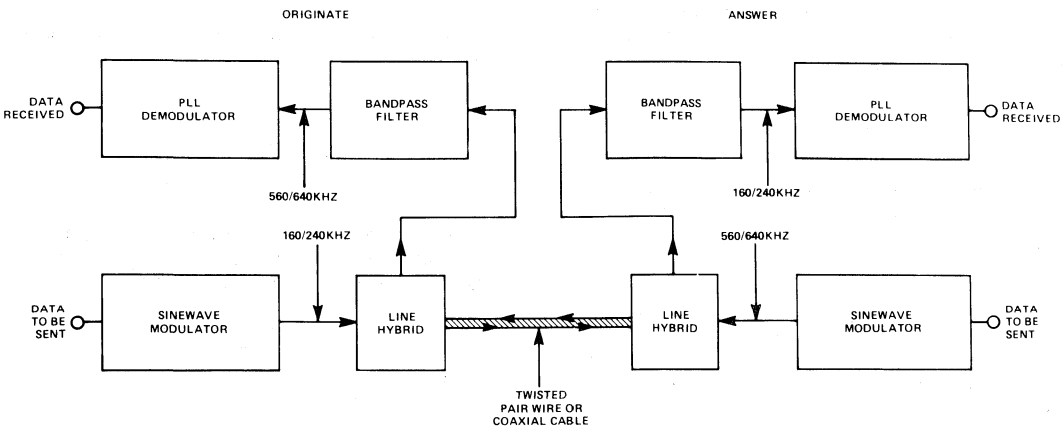 ORIGINATE
ANSWER
DATA
RECEIVED
PLL
DEMODULATOR
BANDPASS
FILTER
BANDPASS
FILTER
PLL
DEMODULATOR
DATA
RECEIVED
560/640KHZ
160/240KHZ
160/240KHZ
560/640KHZ
DATA
TO BE
SENT
SINEWAVE
MODULATOR
LINE
HYBRID
LINE
HYBRID
SINEWAVE
MODULATOR
DATA
TO BE
SENT
TWISTED
PAIR WIRE OR
COAXIAL CABLE